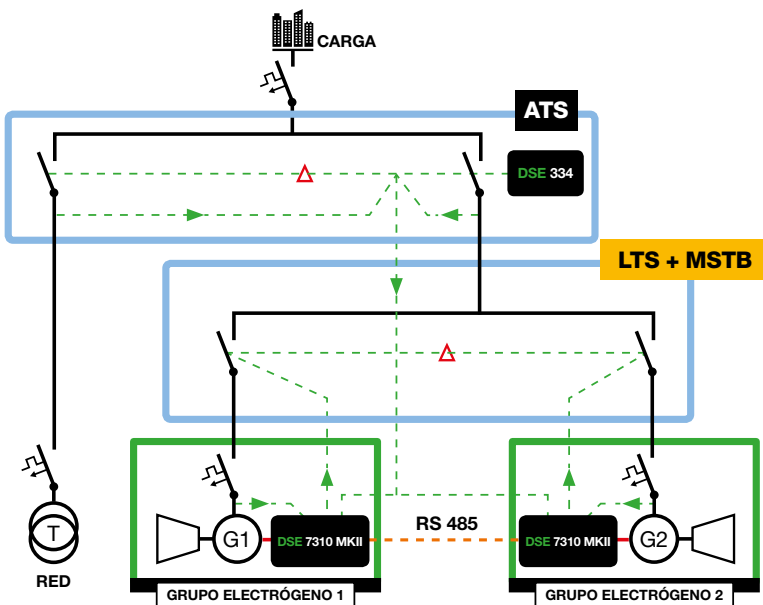 CARGA
ATS
DSE 334
LTS + MSTB
RS 485
G1
DSE 7310 MKII
DSE 7310 MKII
G2
T
RED
GRUPO ELECTRÓGENO 1
GRUPO ELECTRÓGENO 2